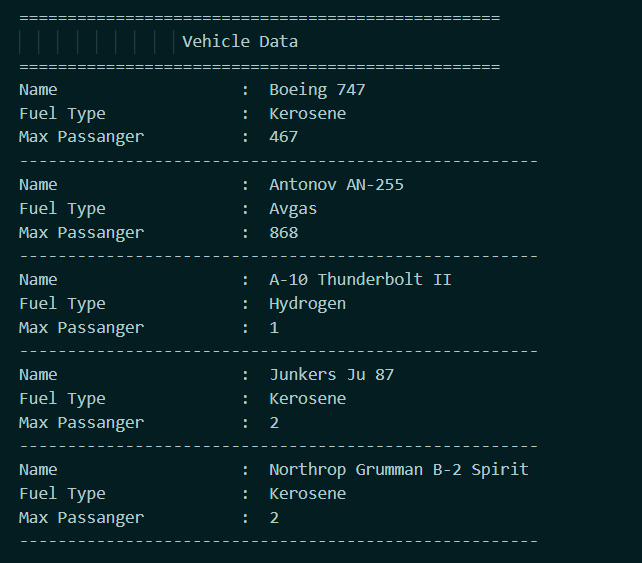 ==================================================
Vehicle Data
==================================================
Name : Boeing 747
Fuel Type : Kerosene
Max Passanger : 467
------------------------------------------------------
Name : Antonov AN-255
Fuel Type : Avgas
Max Passanger : 868
------------------------------------------------------
Name : A-10 Thunderbolt II
Fuel Type : Hydrogen
Max Passanger : 1
------------------------------------------------------
Name : Junkers Ju 87
Fuel Type : Kerosene
Max Passanger : 2
------------------------------------------------------
Name : Northrop Grumman B-2 Spirit
Fuel Type : Kerosene
Max Passanger : 2
------------------------------------------------------